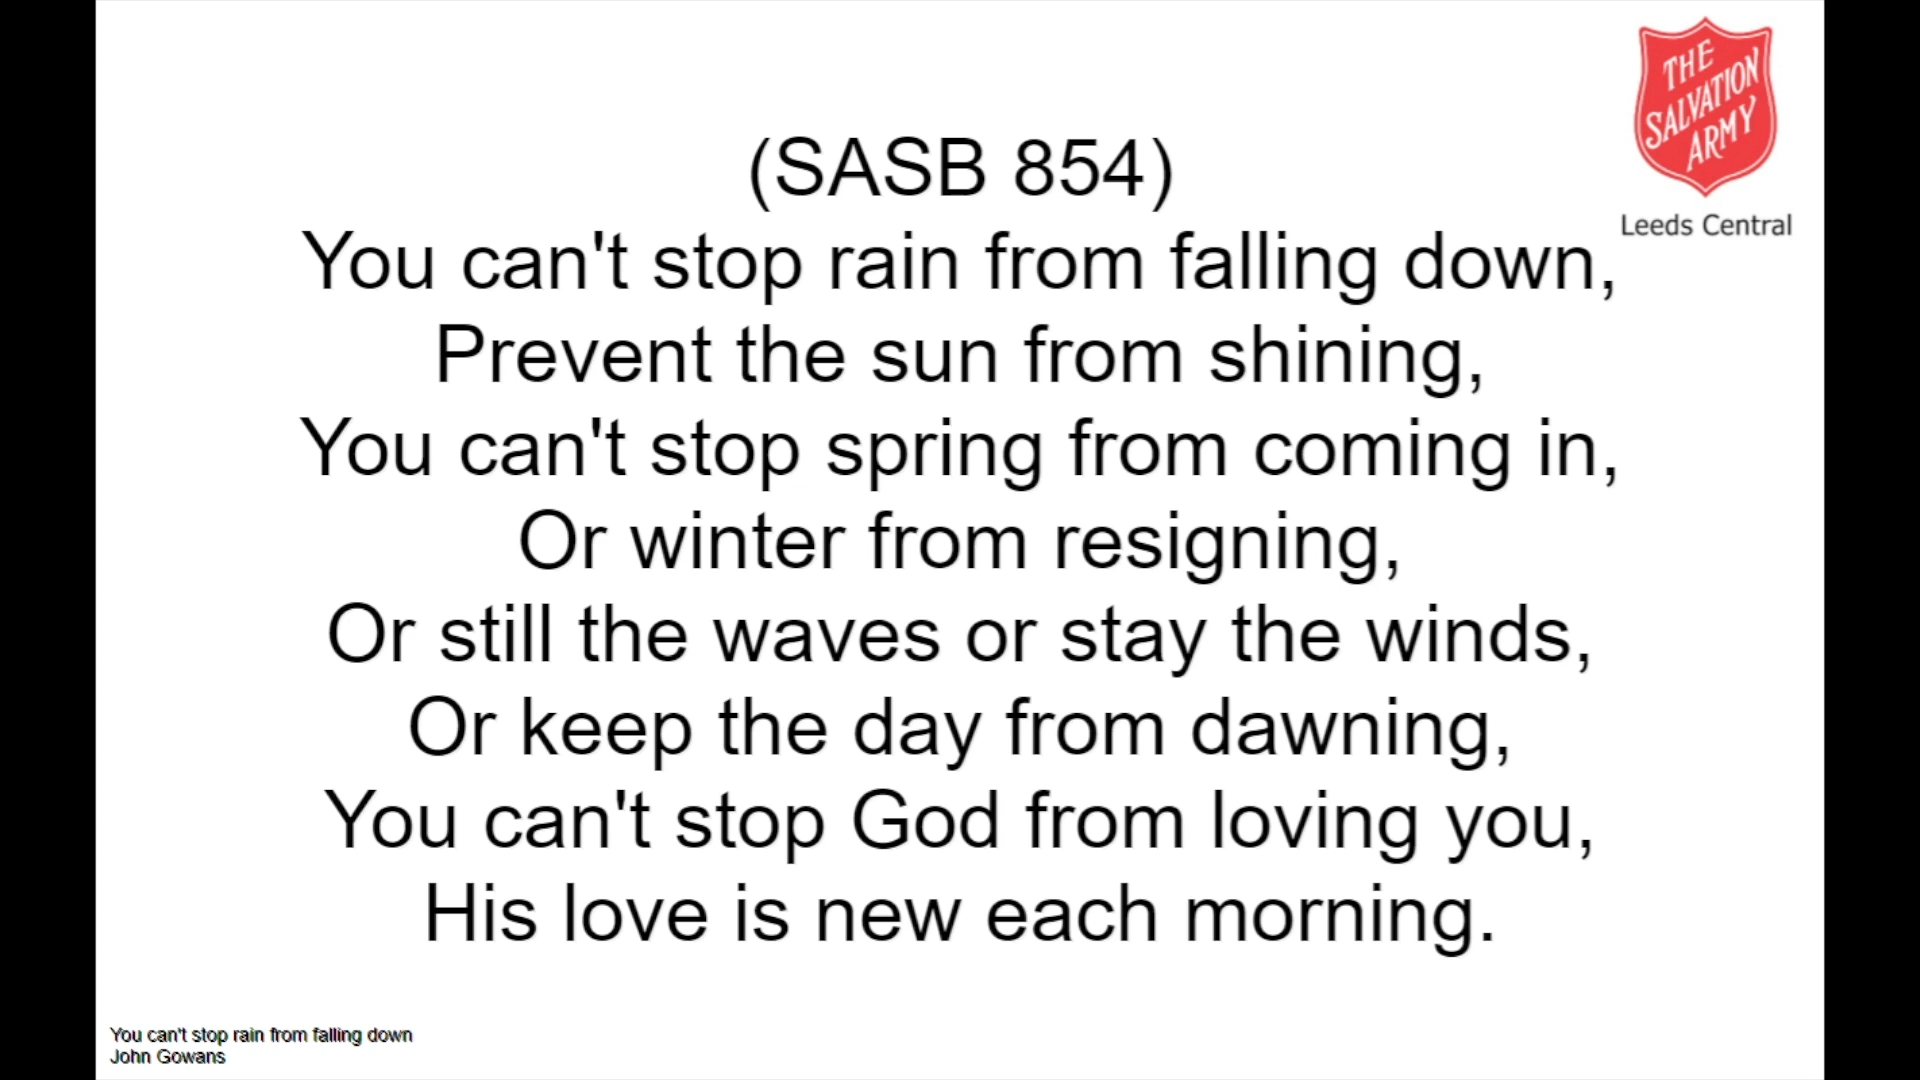 THE
SALVATION
ARMY
Leeds Central
(SASB 854)
You can't stop rain from falling down,
Prevent the sun from shining,
You can't stop spring from coming in,
Or winter from resigning,
Or still the waves or stay the winds,
Or keep the day from dawning,
You can't stop God from loving you,
His love is new each morning.
You can't stop rain from falling down
John Gowans